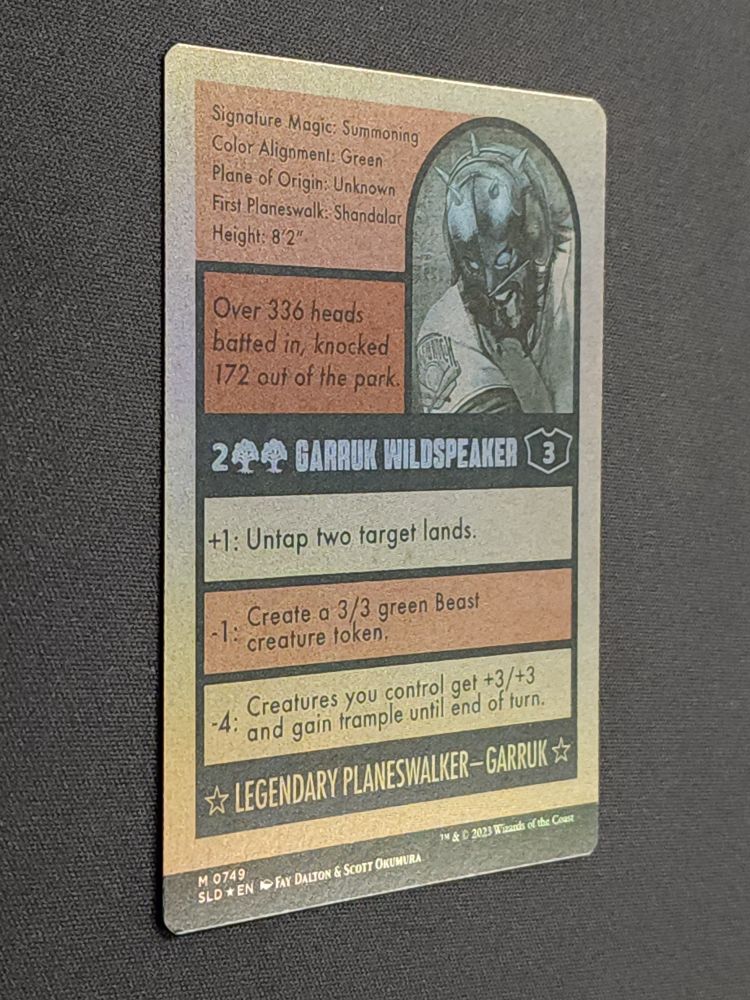 Signature Magic: Summoning
Color Alignment: Green
Plane of Origin: Unknown
First Planeswalk: Shandalar
Height: 8'2"
Over 336 heads
batted in, knocked
172 out of the park.
2 GARRUK WILDSPEAKER 3
+1: Untap two target lands.
-1: Create a 3/3 green Beast
creature token.
-4: Creatures you control get +3/+3
and gain trample until end of turn.
☆ LEGENDARY PLANESWALKER–GARRUK ☆
™ & © 2023 Wizards of the Coast
M 0749
SLD ★ EN Fay Dalton & Scott Okumura